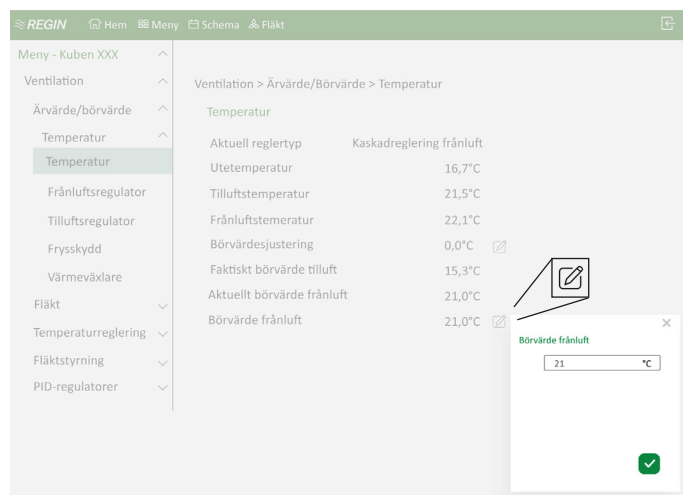 REGIN Hem Meny Schema Fläkt
Meny - Kuben XXX
Ventilation
Ärvärde/börvärde
Temperatur
Temperatur
Frånluftsregulator
Tilluftsregulator
Frysskydd
Värmeväxlare
Fläkt
Temperaturreglering
Fläktstyrning
PID-regulatorer
Ventilation > Ärvärde/Börvärde > Temperatur
Temperatur
Aktuell reglertyp Kaskadreglering frånluft
Utetemperatur 16,7°C
Tilluftstemperatur 21,5°C
Frånluftstemeratur 22,1°C
Börvärdesjustering 0,0°C
Faktiskt börvärde tilluft 15,3°C
Aktuellt börvärde frånluft 21,0°C
Börvärde frånluft 21,0°C
Börvärde frånluft
21 °C